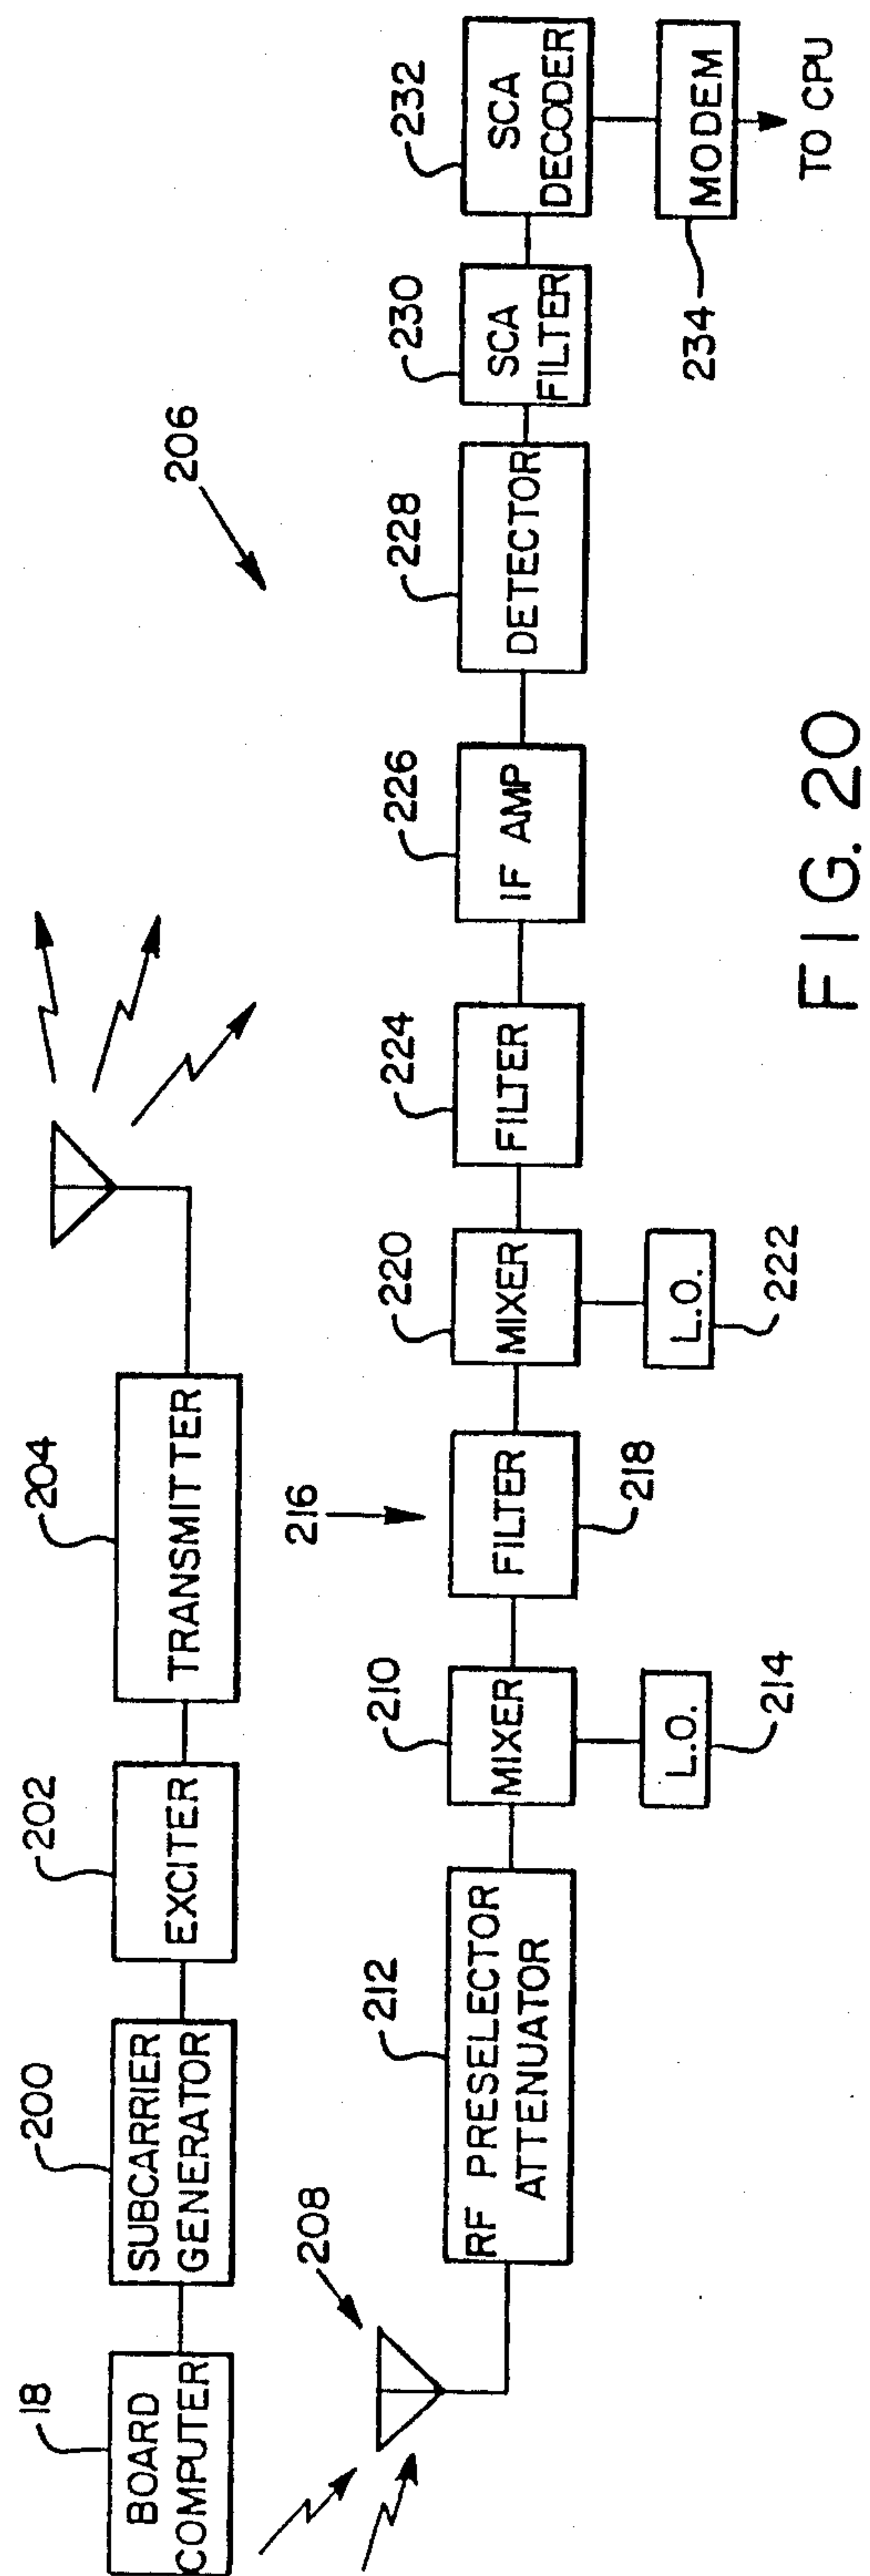 18
BOARD
COMPUTER
200
SUBCARRIER
GENERATOR
202
EXCITER
204
TRANSMITTER
206
208
212
RF PRESELECTOR
ATTENUATOR
210
MIXER
L.O.
214
216
FILTER
218
220
MIXER
L.O.
222
224
FILTER
226
IF AMP
228
DETECTOR
230
SCA
FILTER
232
SCA
DECODER
MODEM
234
TO CPU
FIG. 20